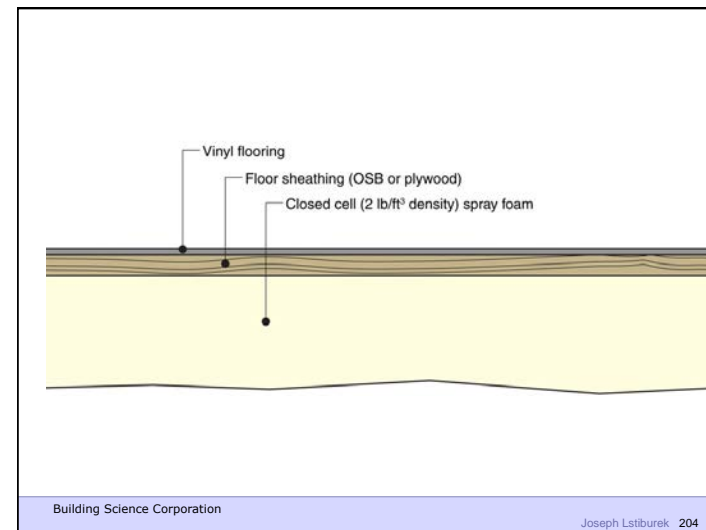 Vinyl flooring
Floor sheathing (OSB or plywood)
Closed cell (2 lb/ft³ density) spray foam
Building Science Corporation
Joseph Lstiburek 204